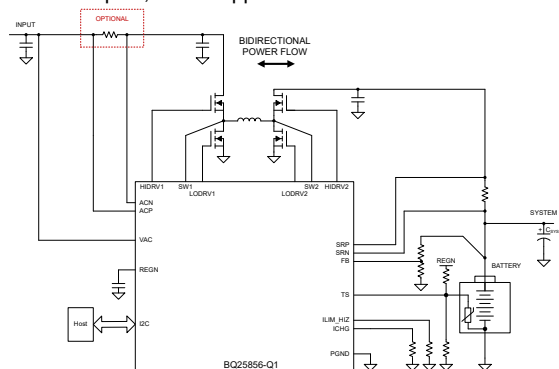 OPTIONAL
INPUT
BIDIRECTIONAL
POWER FLOW
HIDRV1
SW1
LODRV1
LODRV2
SW2
HIDRV2
ACN
ACP
VAC
REGN
Host
I2C
SRP
SRN
FB
TS
ILIM_HIZ
ICHG
PGND
REGN
SYSTEM
+
BATTERY
BQ25856-Q1